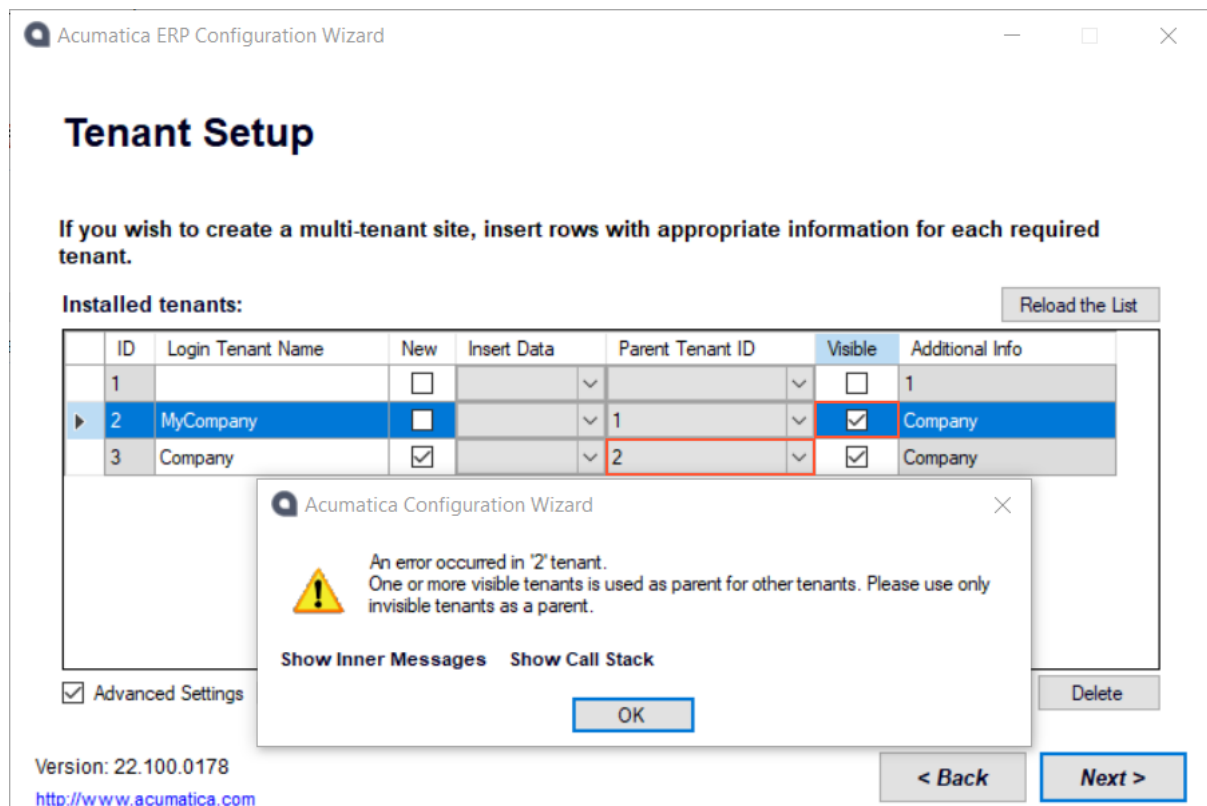 Acumatica ERP Configuration Wizard
Tenant Setup
If you wish to create a multi-tenant site, insert rows with appropriate information for each required
tenant.
Installed tenants:
Reload the List
ID Login Tenant Name New Insert Data Parent Tenant ID Visible Additional Info
1 1
2 MyCompany 1 Company
3 Company 2 Company
Acumatica Configuration Wizard
An error occurred in "2" tenant.
One or more visible tenants is used as parent for other tenants. Please use only
invisible tenants as a parent.
Show Inner Messages Show Call Stack
OK
Advanced Settings
Delete
Version: 22.100.0178
http://www.acumatica.com
< Back
Next >